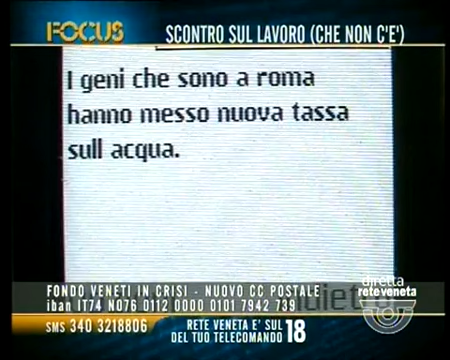 FOCUS
SCONTRO SUL LAVORO (CHE NON C'E')
I geni che sono a roma
hanno messo nuova tassa
sull acqua.
FONDO VENETI IN CRISI - NUOVO CC POSTALE
iban IT74 N076 0112 0000 0101 7942 739
diretta
reteveneta
SMS 340 3218806
RETE VENETA E' SUL
DEL TUO TELECOMANDO 18